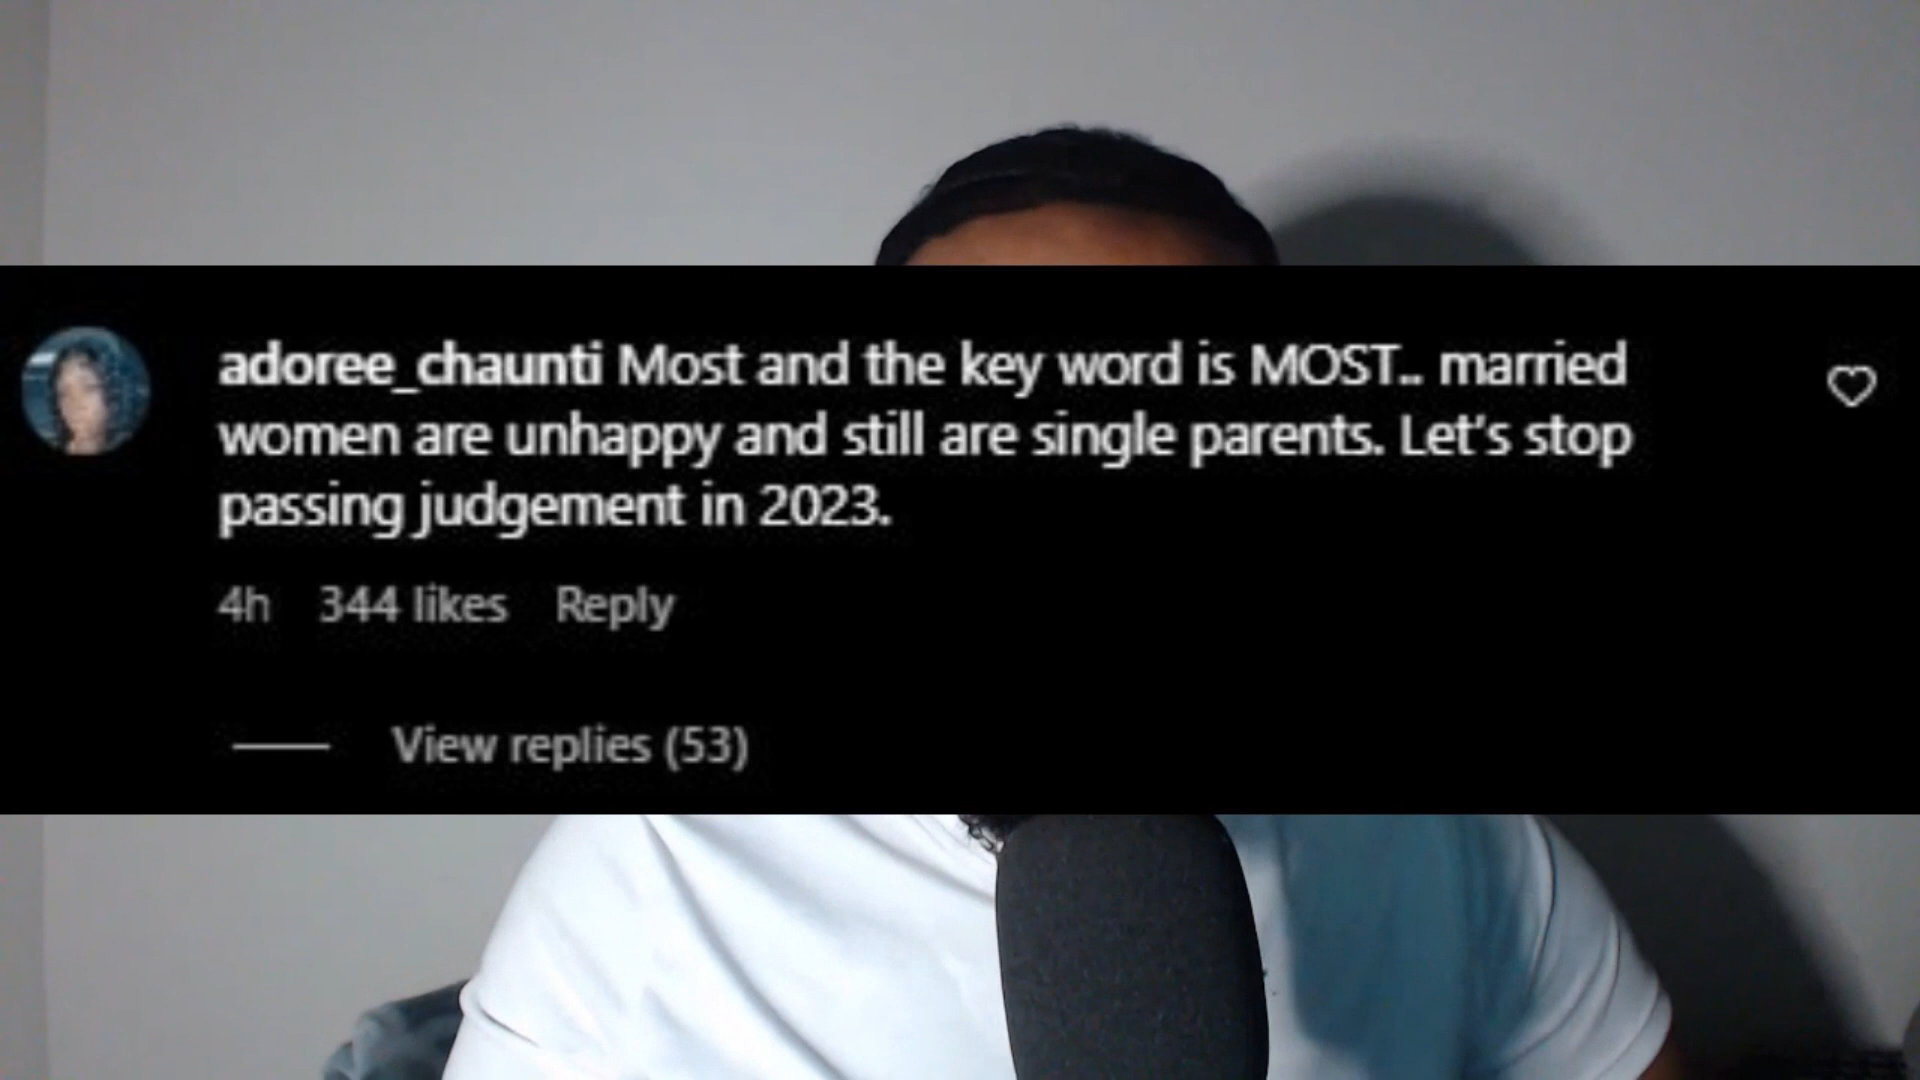 adoree_chaunti Most and the key word is MOST.. married
women are unhappy and still are single parents. Let's stop
passing judgement in 2023.
4h 344 likes Reply
View replies (53)